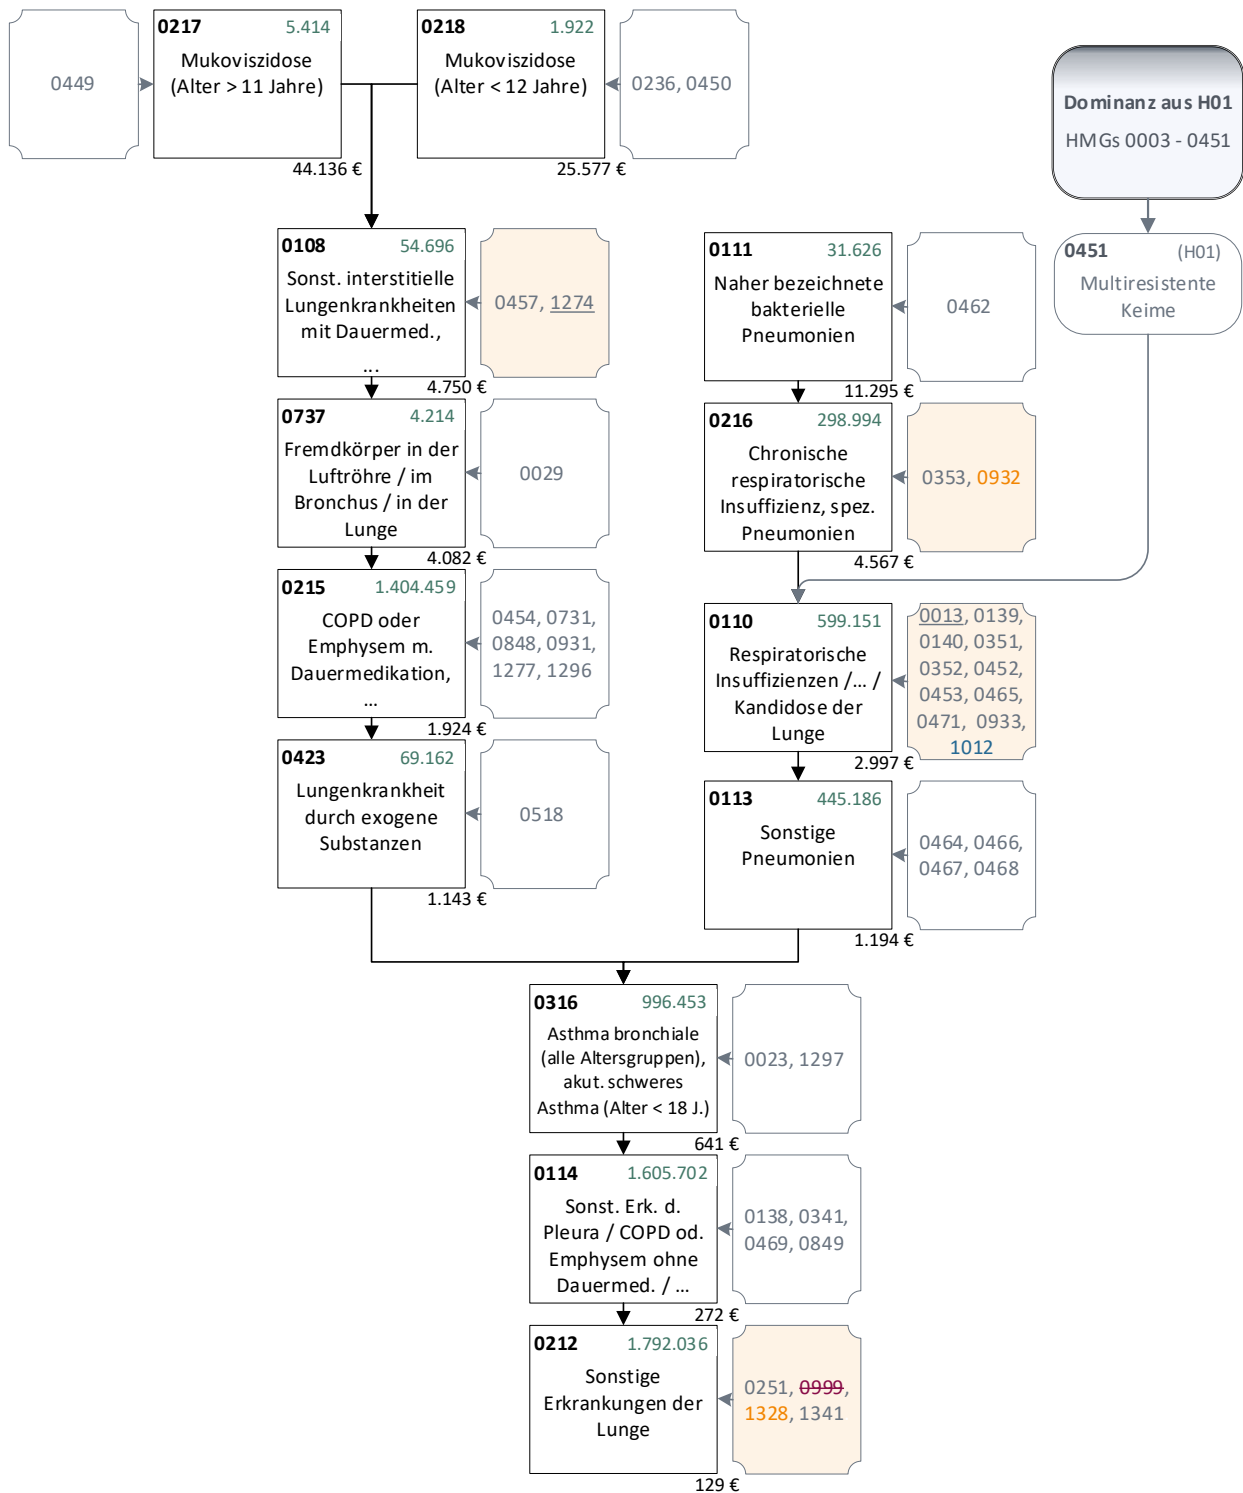 0449
0217 5.414
Mukoviszidose
(Alter > 11 Jahre)
44.136 €
0218 1.922
Mukoviszidose
(Alter < 12 Jahre)
25.577 €
0236, 0450
Dominanz aus H01
HMGs 0003 - 0451
0451 (H01)
Multiresistente
Keime
0108 54.696
Sonst. interstitielle
Lungenkrankheiten
mit Dauermed.,
...
4.750 €
0457, 1274
0737 4.214
Fremdkörper in der
Luftröhre / im
Bronchus / in der
Lunge
4.082 €
0029
0215 1.404.459
COPD oder
Emphysem m.
Dauermedikation,
...
1.924 €
0454, 0731,
0848, 0931,
1277, 1296
0423 69.162
Lungenkrankheit
durch exogene
Substanzen
1.143 €
0518
0111 31.626
Naher bezeichnete
bakterielle
Pneumonien
11.295 €
0462
0216 298.994
Chronische
respiratorische
Insuffizienz, spez.
Pneumonien
4.567 €
0353, 0932
0110 599.151
Respiratorische
Insuffizienzen /... /
Kandidose der
Lunge
2.997 €
0013, 0139,
0140, 0351,
0352, 0452,
0453, 0465,
0471, 0933,
1012
0113 445.186
Sonstige
Pneumonien
1.194 €
0464, 0466,
0467, 0468
0316 996.453
Asthma bronchiale
(alle Altersgruppen),
akut. schweres
Asthma (Alter < 18 J.)
641 €
0023, 1297
0114 1.605.702
Sonst. Erk. d.
Pleura / COPD od.
Emphysem ohne
Dauermed. / ...
272 €
0138, 0341,
0469, 0849
0212 1.792.036
Sonstige
Erkrankungen der
Lunge
129 €
0251, 0999,
1328, 1341